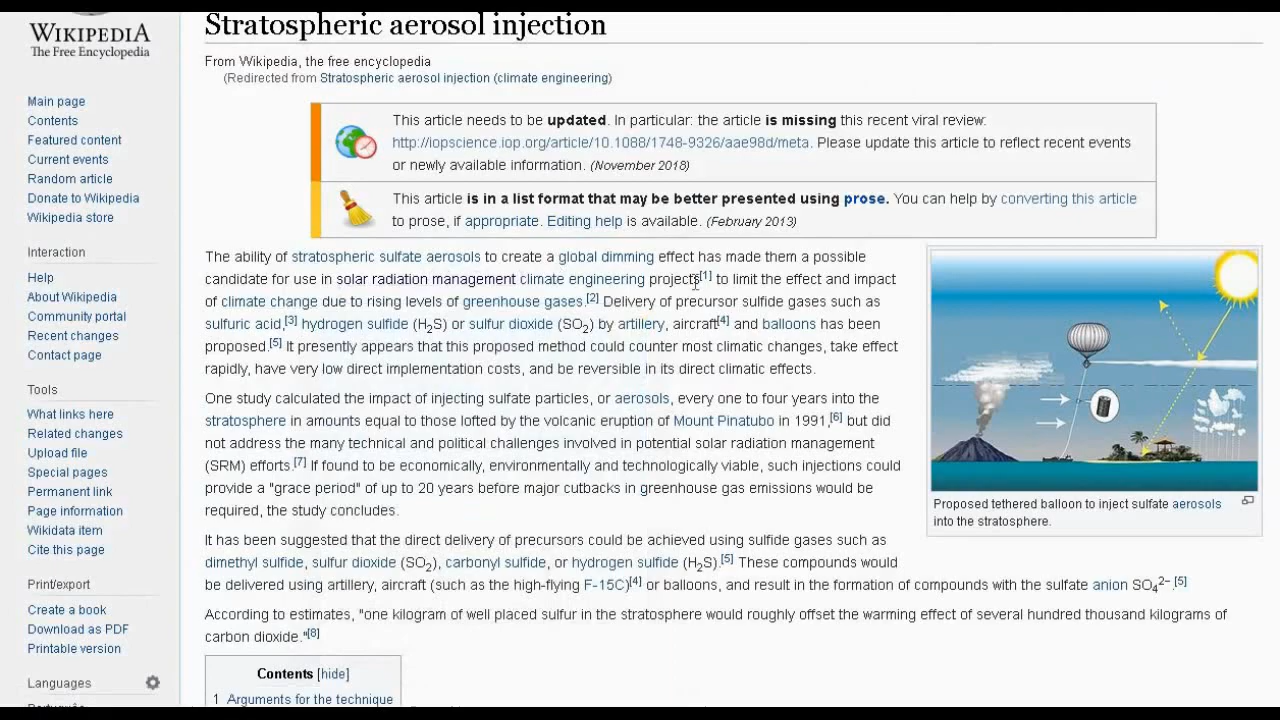 WIKIPEDIA
The Free Encyclopedia
Main page
Contents
Featured content
Current events
Random article
Donate to Wikipedia
Wikipedia store
Interaction
Help
About Wikipedia
Community portal
Recent changes
Contact page
Tools
What links here
Related changes
Upload file
Special pages
Permanent link
Page information
Wikidata item
Cite this page
Print/export
Create a book
Download as PDF
Printable version
Languages
Stratospheric aerosol injection
From Wikipedia, the free encyclopedia
(Redirected from Stratospheric aerosol injection (climate engineering)
This article needs to be updated. In particular: the article is missing this recent viral review:
http://iopscience.iop.org/article/10.1088/1748-9326/aae98d/meta. Please update this article to reflect recent events
or newly available information. (November 2018)
This article is in a list format that may be better presented using prose. You can help by converting this article
to prose, if appropriate. Editing help is available. (February 2013)
The ability of stratospheric sulfate aerosols to create a global dimming effect has made them a possible
candidate for use in solar radiation management climate engineering projects[1] to limit the effect and impact
of climate change due to rising levels of greenhouse gases.[2] Delivery of precursor sulfide gases such as
sulfuric acid,[3] hydrogen sulfide (H2S) or sulfur dioxide (SO2) by artillery, aircraft[4] and balloons has been
proposed.[5] It presently appears that this proposed method could counter most climatic changes, take effect
rapidly, have very low direct implementation costs, and be reversible in its direct climatic effects.
One study calculated the impact of injecting sulfate particles, or aerosols, every one to four years into the
stratosphere in amounts equal to those lofted by the volcanic eruption of Mount Pinatubo in 1991,[6] but did
not address the many technical and political challenges involved in potential solar radiation management
(SRM) efforts.[7] If found to be economically, environmentally and technologically viable, such injections could
provide a "grace period" of up to 20 years before major cutbacks in greenhouse gas emissions would be
required, the study concludes.
It has been suggested that the direct delivery of precursors could be achieved using sulfide gases such as
dimethyl sulfide, sulfur dioxide (SO2), carbonyl sulfide, or hydrogen sulfide (H2S).[5] These compounds would
be delivered using artillery, aircraft (such as the high-flying F-15C)[4] or balloons, and result in the formation of compounds with the sulfate anion SO4²⁻.[5]
According to estimates, "one kilogram of well placed sulfur in the stratosphere would roughly offset the warming effect of several hundred thousand kilograms of
carbon dioxide."[8]
Contents [hide]
1 Arguments for the technique
Proposed tethered balloon to inject sulfate aerosols
into the stratosphere.